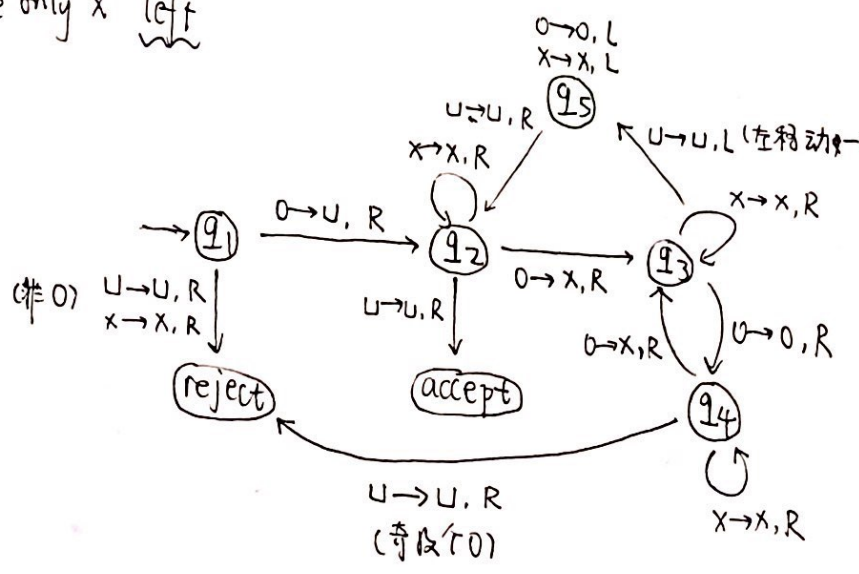 only x left
0→0, L
x→x, L
q5
u→u, R
u→u, L (左移动
x→x, R
x→x, R
0→u, R
q1
q2
q3
0→x, R
(非0) u→u, R
x→x, R
u→u, R
0→x, R
0→0, R
reject
accept
q4
u→u, R
x→x, R